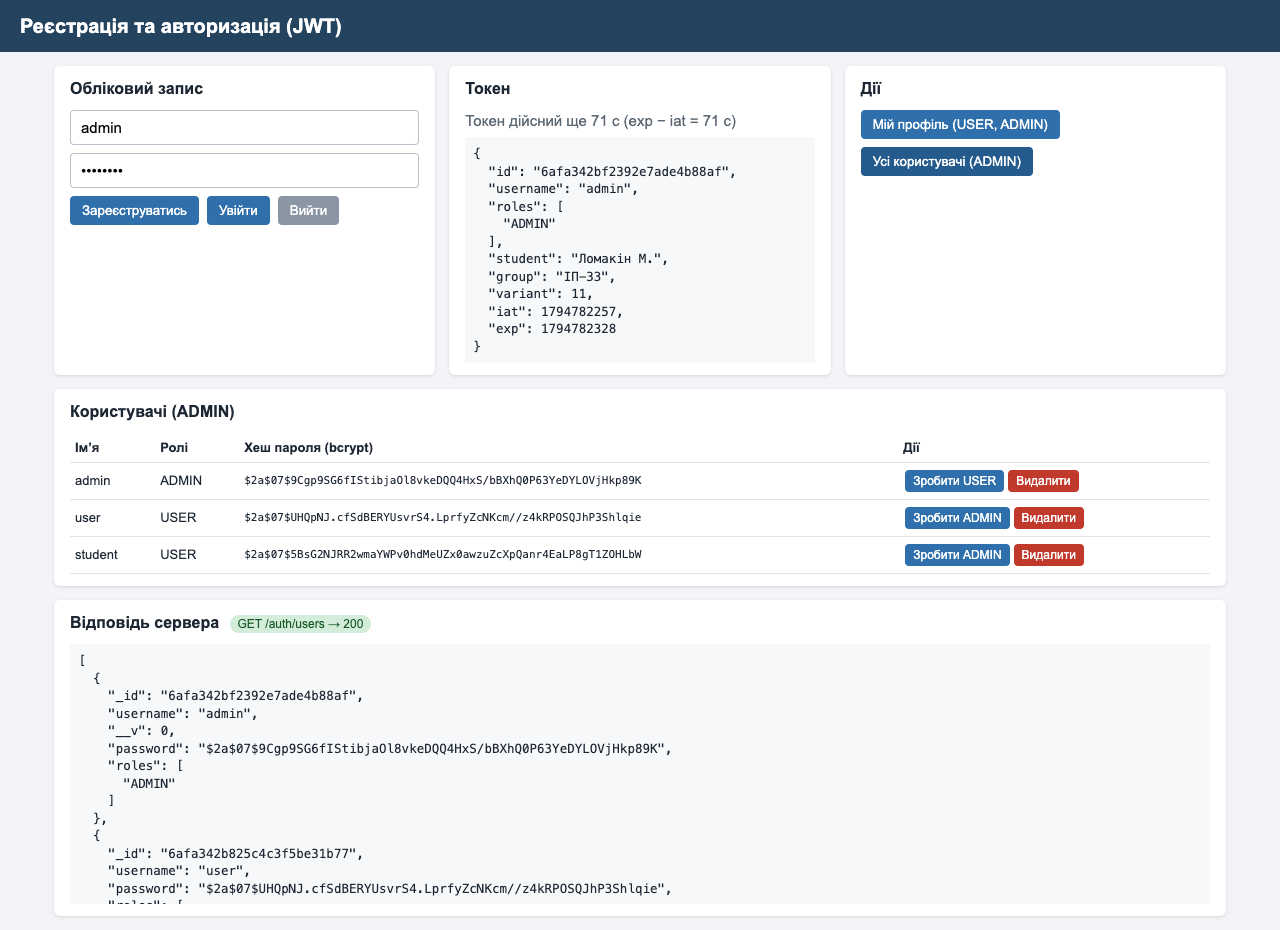 Реєстрація та авторизація (JWT)
Обліковий запис
admin
••••••••
Зареєструватись Увійти Вийти
Токен
Токен дійсний ще 71 с (exp − iat = 71 с)
{
"id": "6afa342bf2392e7ade4b88af",
"username": "admin",
"roles": [
"ADMIN"
],
"student": "Ломакін М.",
"group": "ІП-33",
"variant": 11,
"iat": 1794782257,
"exp": 1794782328
}
Дії
Мій профіль (USER, ADMIN)
Усі користувачі (ADMIN)
Користувачі (ADMIN)
Ім’я Ролі Хеш пароля (bcrypt) Дії
admin ADMIN $2a$07$9Cgp9SG6fIStibjaOl8vkeDQQ4HxS/bBXhQ0P63YeDYLOVjHkp89K Зробити USER Видалити
user USER $2a$07$UHQpNJ.cfSdBERYUsvrS4.LprfyZcNKcm//z4kRPOSQJhP3Shlqie Зробити ADMIN Видалити
student USER $2a$07$5BsG2NJRR2wmaYWPv0hdMeUZx0awzuZcXpQanr4EaLP8gT1ZOHLbW Зробити ADMIN Видалити
Відповідь сервера GET /auth/users → 200
[
{
"_id": "6afa342bf2392e7ade4b88af",
"username": "admin",
"__v": 0,
"password": "$2a$07$9Cgp9SG6fIStibjaOl8vkeDQQ4HxS/bBXhQ0P63YeDYLOVjHkp89K",
"roles": [
"ADMIN"
]
},
{
"_id": "6afa342b825c4c3f5be31b77",
"username": "user",
"password": "$2a$07$UHQpNJ.cfSdBERYUsvrS4.LprfyZcNKcm//z4kRPOSQJhP3Shlqie",